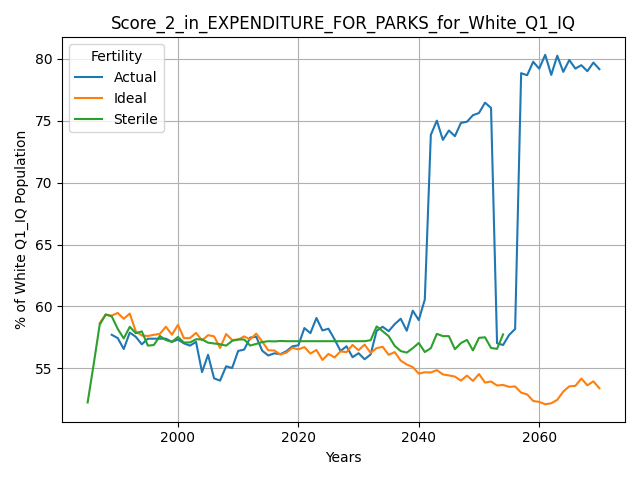 Score_2_in_EXPENDITURE_FOR_PARKS_for_White_Q1_IQ
Fertility
Actual
Ideal
Sterile
% of White Q1_IQ Population
80
75
70
65
60
55
2000
2020
2040
2060
Years